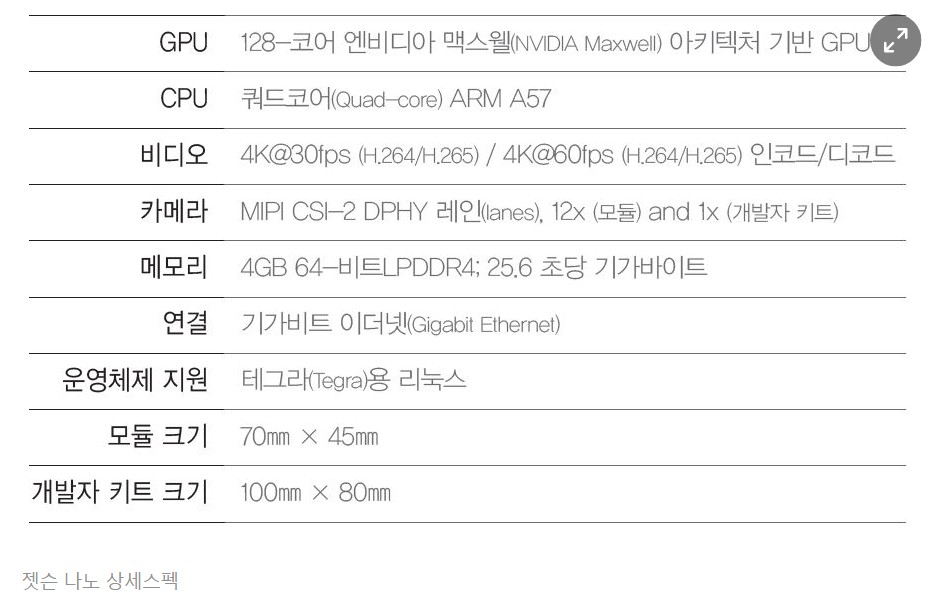 GPU 128-코어 엔비디아 맥스웰(NVIDIA Maxwell) 아키텍처 기반 GPU
CPU 쿼드코어(Quad-core) ARM A57
비디오 4K@30fps (H.264/H.265) / 4K@60fps (H.264/H.265) 인코드/디코드
카메라 MIPI CSI-2 DPHY 레인(lanes), 12x (모듈) and 1x (개발자 키트)
메모리 4GB 64-비트LPDDR4; 25.6 초당 기가바이트
연결 기가비트 이더넷(Gigabit Ethernet)
운영체제 지원 테그라(Tegra)용 리눅스
모듈 크기 70㎜ × 45㎜
개발자 키트 크기 100㎜ × 80㎜
젯슨 나노 상세스펙